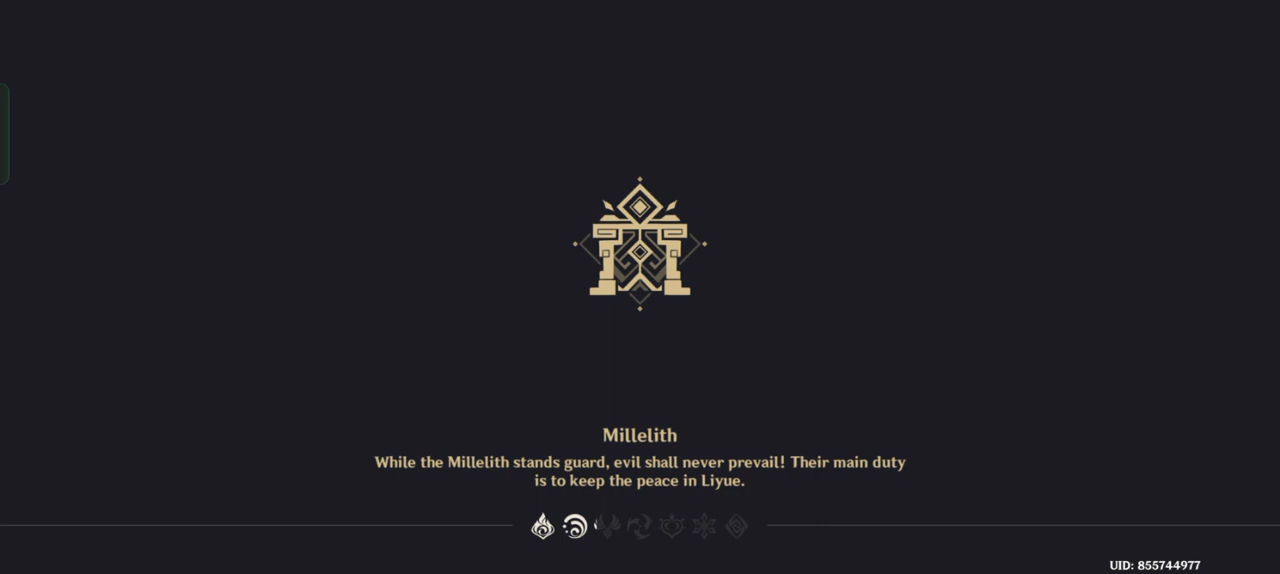 Millelith
While the Millelith stands guard, evil shall never prevail! Their main duty
is to keep the peace in Liyue.
UID: 855744977